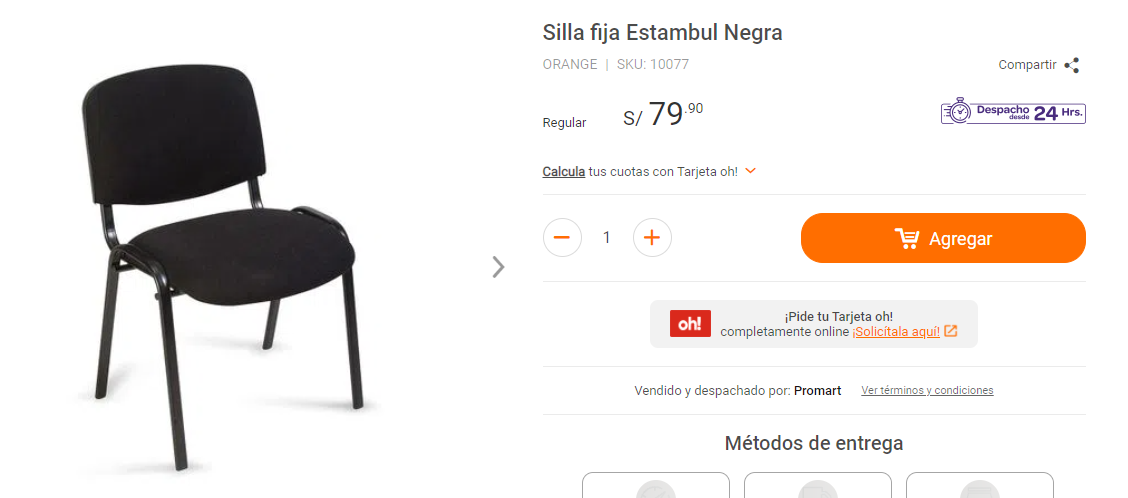 Silla fija Estambul Negra
ORANGE | SKU: 10077
Compartir
Regular S/ 79.90
Despacho desde 24 Hrs.
Calcula tus cuotas con Tarjeta oh!
1
Agregar
oh!
¡Pide tu Tarjeta oh!
completamente online ¡Solicítala aquí!
Vendido y despachado por: Promart Ver términos y condiciones
Métodos de entrega